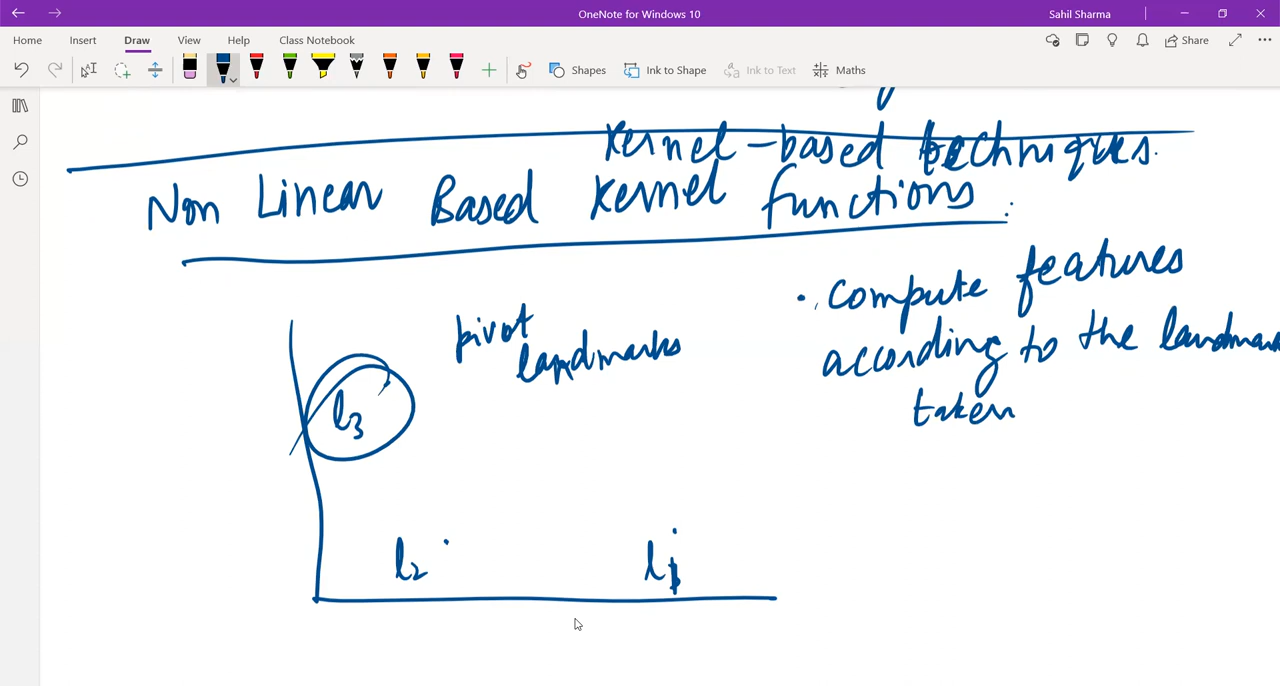 OneNote for Windows 10
Sahil Sharma
Home Insert Draw View Help Class Notebook
Share
Shapes Ink to Shape Ink to Text Maths
Kernel-based techniques.
Non Linear Based Kernel functions.
pivot
landmarks
. compute features
according to the landmar
taken
l3
l2
l1